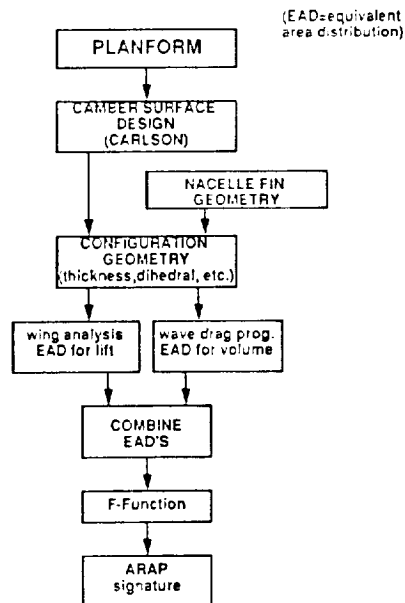 (EAD=equivalent
area distribution)
PLANFORM
CAMBER SURFACE
DESIGN
(CARLSON)
NACELLE FIN
GEOMETRY
CONFIGURATION
GEOMETRY
(thickness,dihedral, etc.)
wing analysis
EAD for lift
wave drag prog.
EAD for volume
COMBINE
EAD'S
F-Function
ARAP
signature